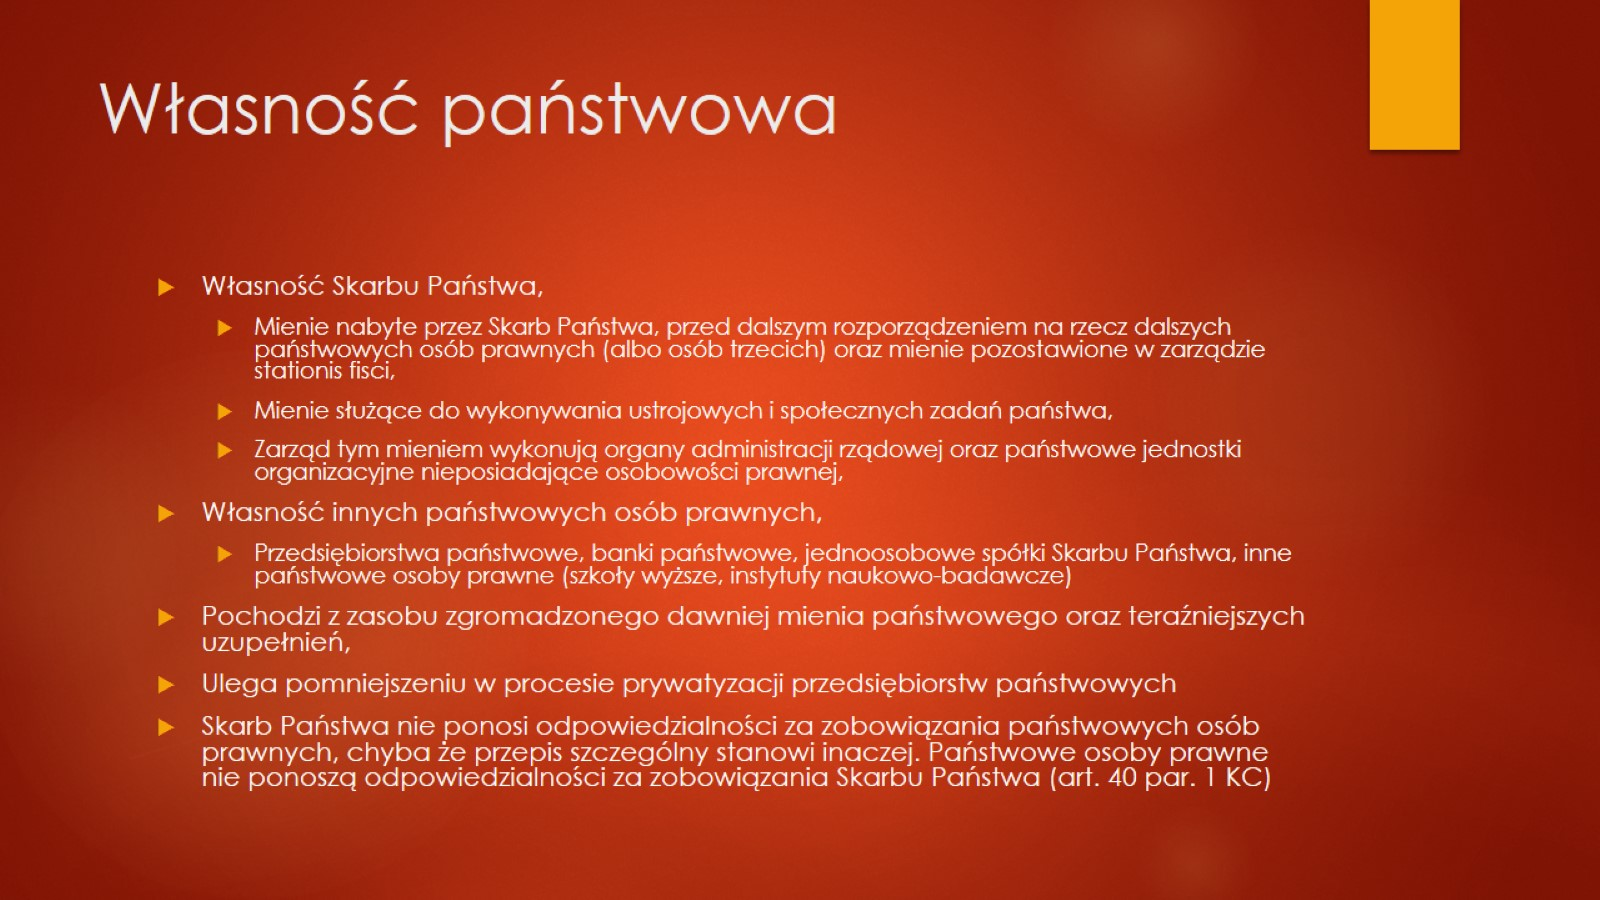 Własność państwowa
Własność Skarbu Państwa,
Mienie nabyte przez Skarb Państwa, przed dalszym rozporządzeniem na rzecz dalszych
państwowych osób prawnych (albo osób trzecich) oraz mienie pozostawione w zarządzie
stationis fisci,
Mienie służące do wykonywania ustrojowych i społecznych zadań państwa,
Zarząd tym mieniem wykonują organy administracji rządowej oraz państwowe jednostki
organizacyjne nieposiadające osobowości prawnej,
Własność innych państwowych osób prawnych,
Przedsiębiorstwa państwowe, banki państwowe, jednoosobowe spółki Skarbu Państwa, inne
państwowe osoby prawne (szkoły wyższe, instytuty naukowo-badawcze)
Pochodzi z zasobu zgromadzonego dawniej mienia państwowego oraz teraźniejszych
uzupełnień,
Ulega pomniejszeniu w procesie prywatyzacji przedsiębiorstw państwowych
Skarb Państwa nie ponosi odpowiedzialności za zobowiązania państwowych osób
prawnych, chyba że przepis szczególny stanowi inaczej. Państwowe osoby prawne
nie ponoszą odpowiedzialności za zobowiązania Skarbu Państwa (art. 40 par. 1 KC)